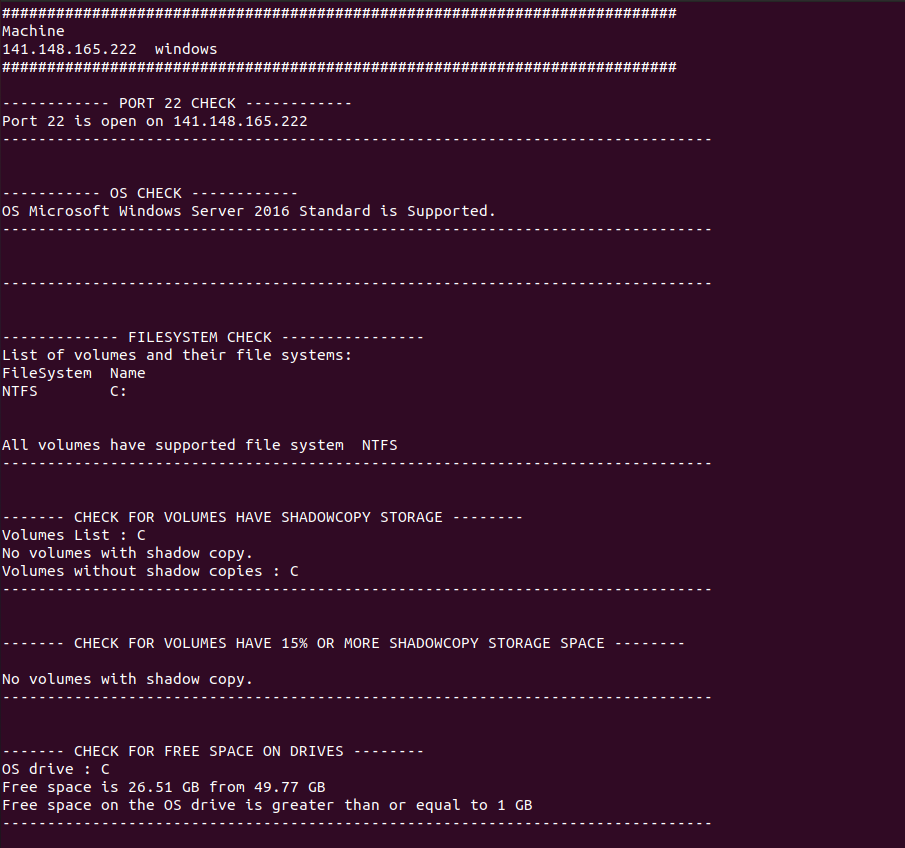 ###########################################################################
Machine
141.148.165.222  windows
###########################################################################
------------ PORT 22 CHECK ------------
Port 22 is open on 141.148.165.222
-------------------------------------------------------------------------------
----------- OS CHECK ------------
OS Microsoft Windows Server 2016 Standard is Supported.
-------------------------------------------------------------------------------
-------------------------------------------------------------------------------
------------- FILESYSTEM CHECK ----------------
List of volumes and their file systems:
FileSystem  Name
NTFS        C:
All volumes have supported file system  NTFS
-------------------------------------------------------------------------------
------- CHECK FOR VOLUMES HAVE SHADOWCOPY STORAGE --------
Volumes List : C
No volumes with shadow copy.
Volumes without shadow copies : C
-------------------------------------------------------------------------------
------- CHECK FOR VOLUMES HAVE 15% OR MORE SHADOWCOPY STORAGE SPACE --------
No volumes with shadow copy.
-------------------------------------------------------------------------------
------- CHECK FOR FREE SPACE ON DRIVES --------
OS drive : C
Free space is 26.51 GB from 49.77 GB
Free space on the OS drive is greater than or equal to 1 GB
-------------------------------------------------------------------------------